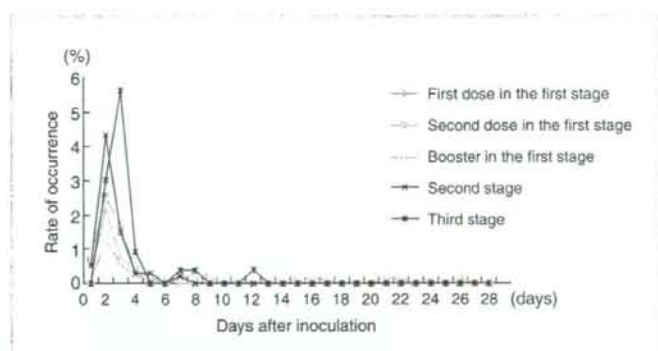 (%)
6
5
4
3
2
1
0
Rate of occurrence
0 2 4 6 8 10 12 14 16 18 20 22 24 26 28 (days)
Days after inoculation
First dose in the first stage
Second dose in the first stage
Booster in the first stage
Second stage
Third stage